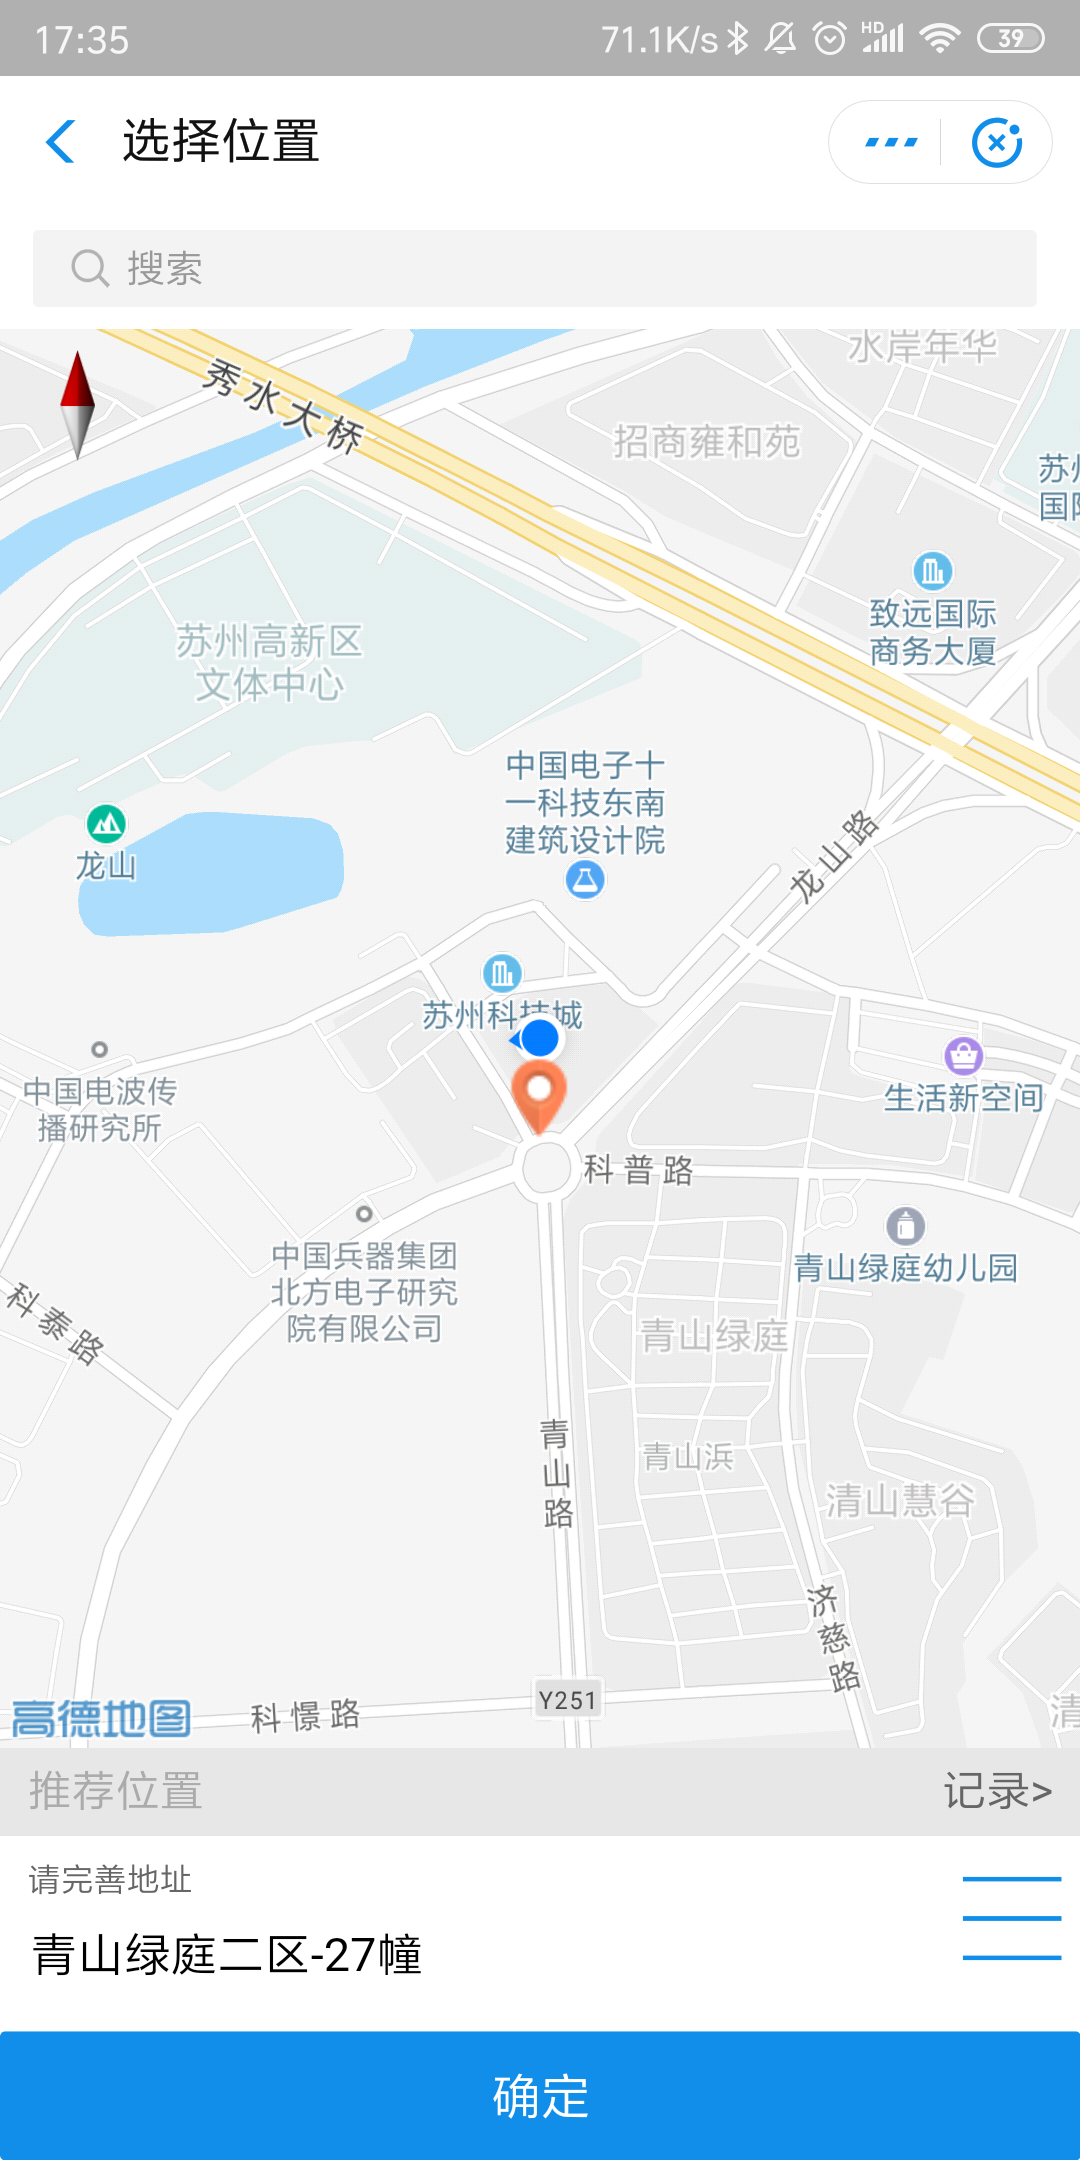 17:35
71.1K/s
HD
39
选择位置
搜索
水岸年华
秀水大桥
招商雍和苑
苏州
国际
致远国际
商务大厦
苏州高新区
文体中心
中国电子十
一科技东南
建筑设计院
龙山路
龙山
苏州科技城
中国电波传
播研究所
生活新空间
科普路
青山绿庭幼儿园
中国兵器集团
北方电子研究
院有限公司
科泰路
青山绿庭
青山路
青山浜
清山慧谷
济慈路
Y251
科憬路
清
高德地图
推荐位置
记录>
请完善地址
青山绿庭二区-27幢
确定